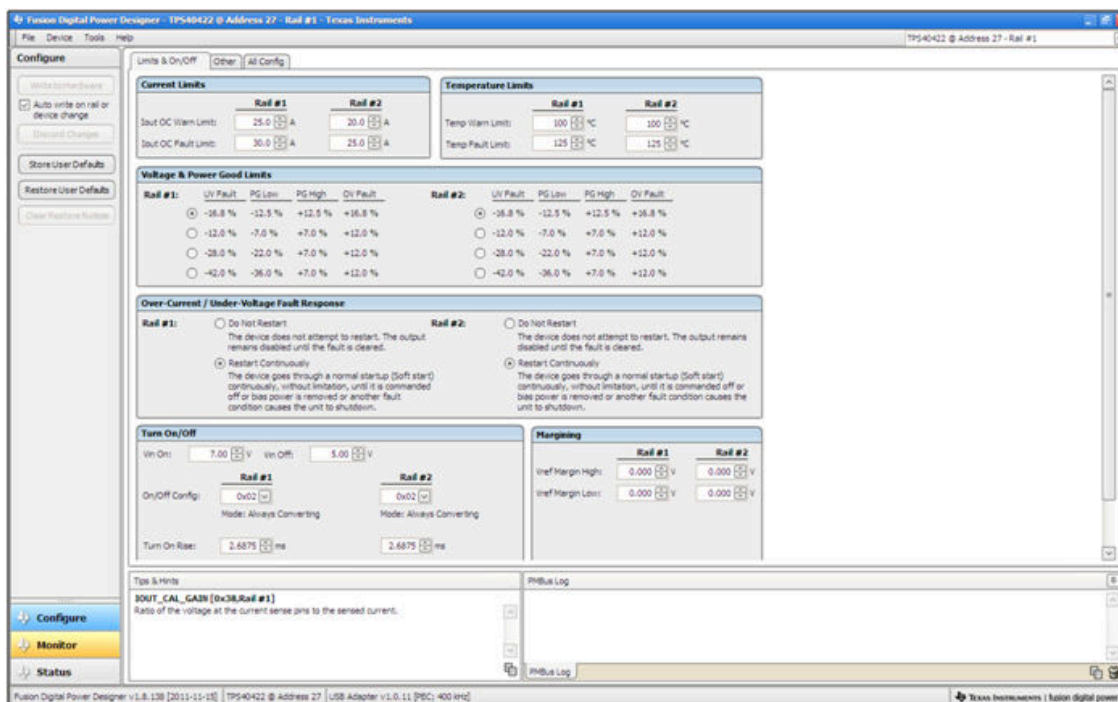 Fusion Digital Power Designer - TPS40422 @ Address 27 - Rail #1 - Texas Instruments
File Device Tools Help
TPS40422 @ Address 27 - Rail #1
Configure
Write to Hardware
Auto write on rail or
device change
Discard Changes
Store User Defaults
Restore User Defaults
Limits & On/Off Other All Config
Current Limits
Rail #1 Rail #2
Iout OC Warn Limit: 25.0 A 20.0 A
Iout OC Fault Limit: 30.0 A 25.0 A
Temperature Limits
Rail #1 Rail #2
Temp Warn Limit: 100 °C 100 °C
Temp Fault Limit: 125 °C 125 °C
Voltage & Power Good Limits
Rail #1: UV Fault PG Low PG High OV Fault
-16.8 % -12.5 % +12.5 % +16.8 %
-12.0 % -7.0 % +7.0 % +12.0 %
-28.0 % -22.0 % +7.0 % +12.0 %
-42.0 % -36.0 % +7.0 % +12.0 %
Rail #2: UV Fault PG Low PG High OV Fault
-16.8 % -12.5 % +12.5 % +16.8 %
-12.0 % -7.0 % +7.0 % +12.0 %
-28.0 % -22.0 % +7.0 % +12.0 %
-42.0 % -36.0 % +7.0 % +12.0 %
Over-Current / Under-Voltage Fault Response
Rail #1: Do Not Restart
The device does not attempt to restart. The output
remains disabled until the fault is cleared.
Restart Continuously
The device goes through a normal startup (Soft start)
continuously, without limitation, until it is commanded
off or bias power is removed or another fault
condition causes the unit to shutdown.
Rail #2: Do Not Restart
The device does not attempt to restart. The output remains
disabled until the fault is cleared.
Restart Continuously
The device goes through a normal startup (Soft start)
continuously, without limitation, until it is commanded off or
bias power is removed or another fault condition causes the
unit to shutdown.
Turn On/Off
Vin On: 7.00 V Vin Off: 5.00 V
Rail #1 Rail #2
On/Off Config: 0x02 0x02
Mode: Always Converting Mode: Always Converting
Turn On Rise: 2.6875 ms 2.6875 ms
Margining
Rail #1 Rail #2
Vref Margin High: 0.000 V 0.000 V
Vref Margin Low: 0.000 V 0.000 V
Tips & Hints
IOUT_CAL_GAIN [0x38,Rail #1]
Ratio of the voltage at the current sense pins to the sensed current.
PMBus Log
PMBus Log
Configure
Monitor
Status
Fusion Digital Power Designer v1.8.138 [2011-11-15] TPS40422 @ Address 27 USB Adapter v1.0.11 [PEC; 400 kHz]
TEXAS INSTRUMENTS | fusion digital power